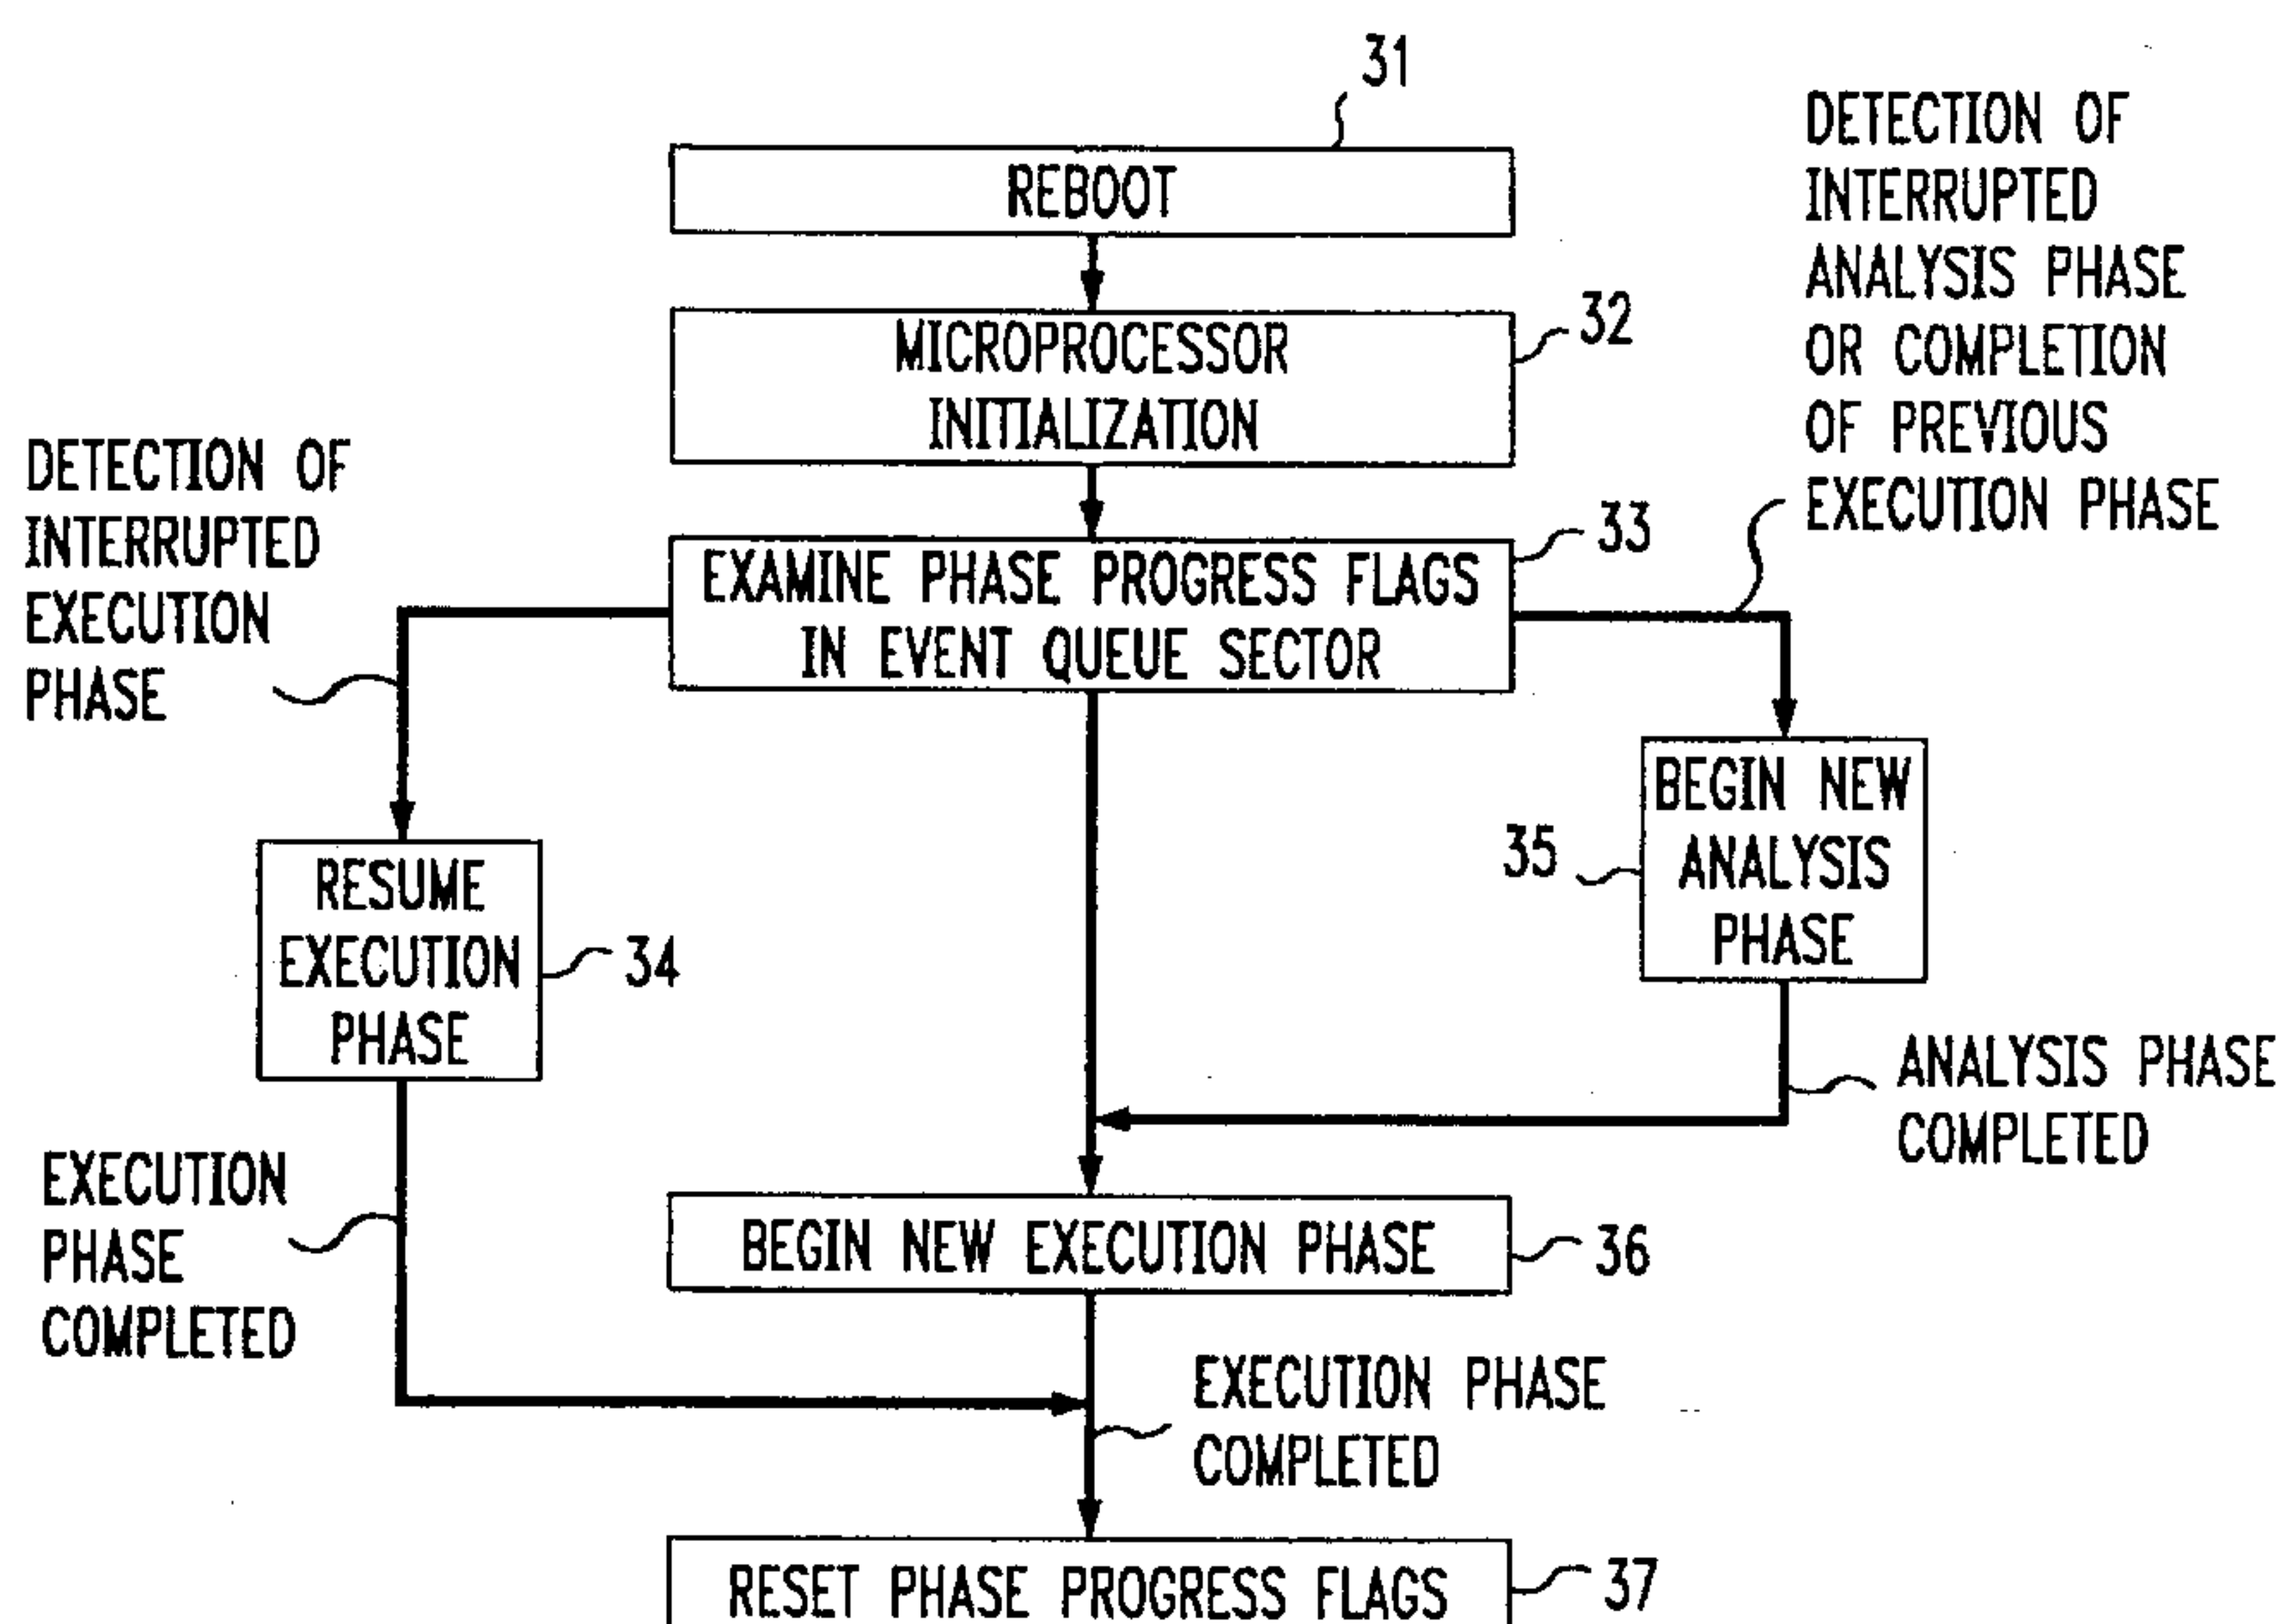 31
REBOOT
DETECTION OF
INTERRUPTED
ANALYSIS PHASE
OR COMPLETION
OF PREVIOUS
EXECUTION PHASE
MICROPROCESSOR
INITIALIZATION
32
DETECTION OF
INTERRUPTED
EXECUTION
PHASE
EXAMINE PHASE PROGRESS FLAGS
IN EVENT QUEUE SECTOR
33
RESUME
EXECUTION
PHASE
34
BEGIN NEW
ANALYSIS
PHASE
35
ANALYSIS PHASE
COMPLETED
EXECUTION
PHASE
COMPLETED
BEGIN NEW EXECUTION PHASE
36
EXECUTION PHASE
COMPLETED
RESET PHASE PROGRESS FLAGS
37